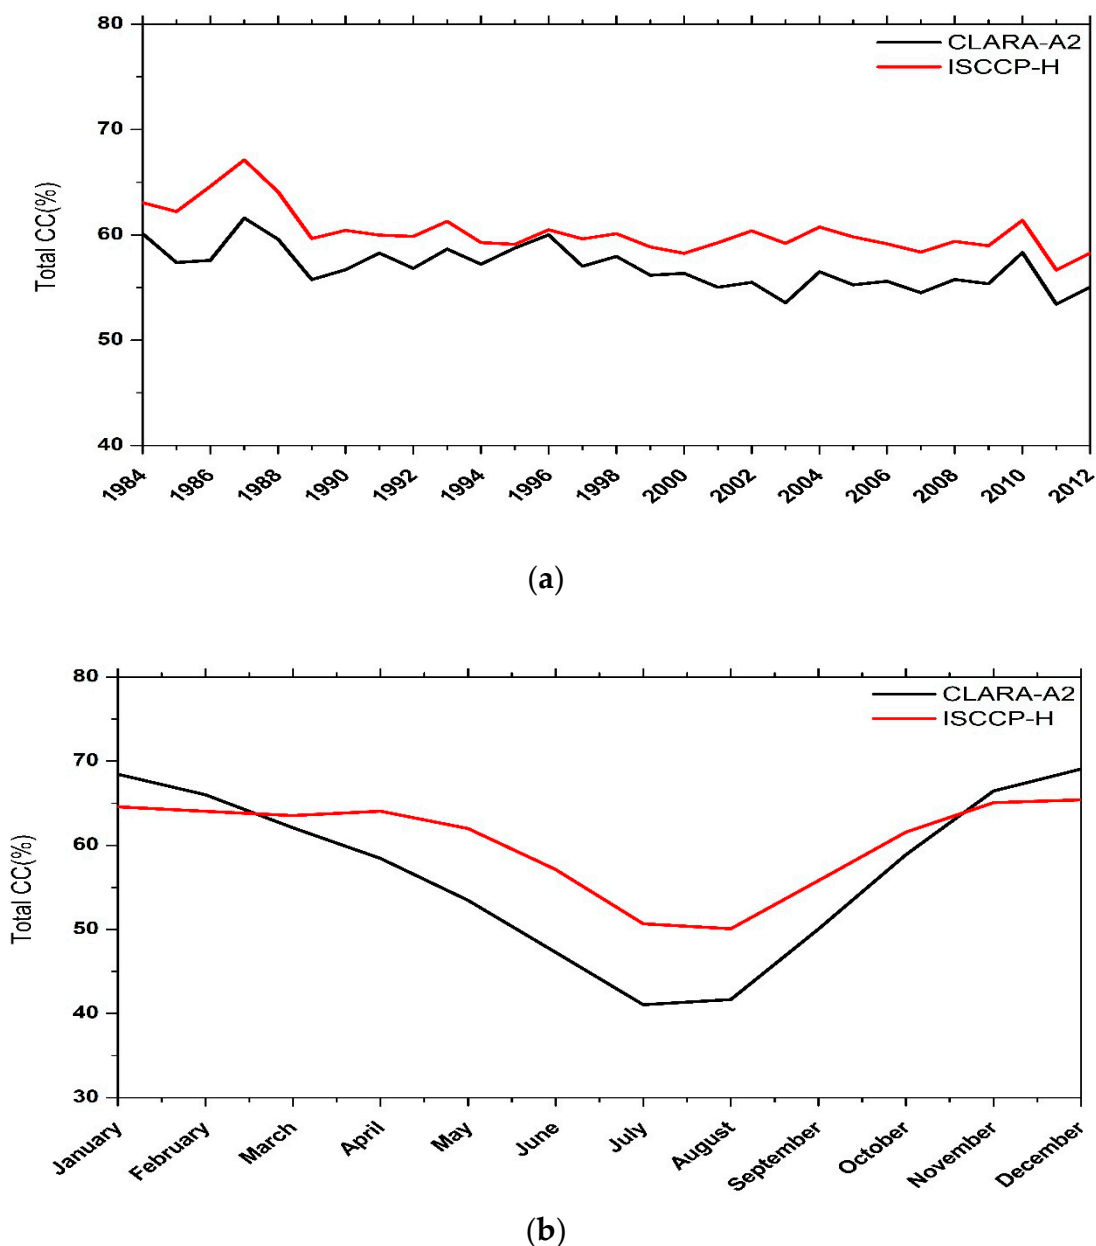 80
CLARA-A2
ISCCP-H
70
60
50
40
Total CC(%)
1984 1986 1988 1990 1992 1994 1996 1998 2000 2002 2004 2006 2008 2010 2012
(a)
80
CLARA-A2
ISCCP-H
70
60
50
40
30
Total CC(%)
January February March April May June July August September October November December
(b)